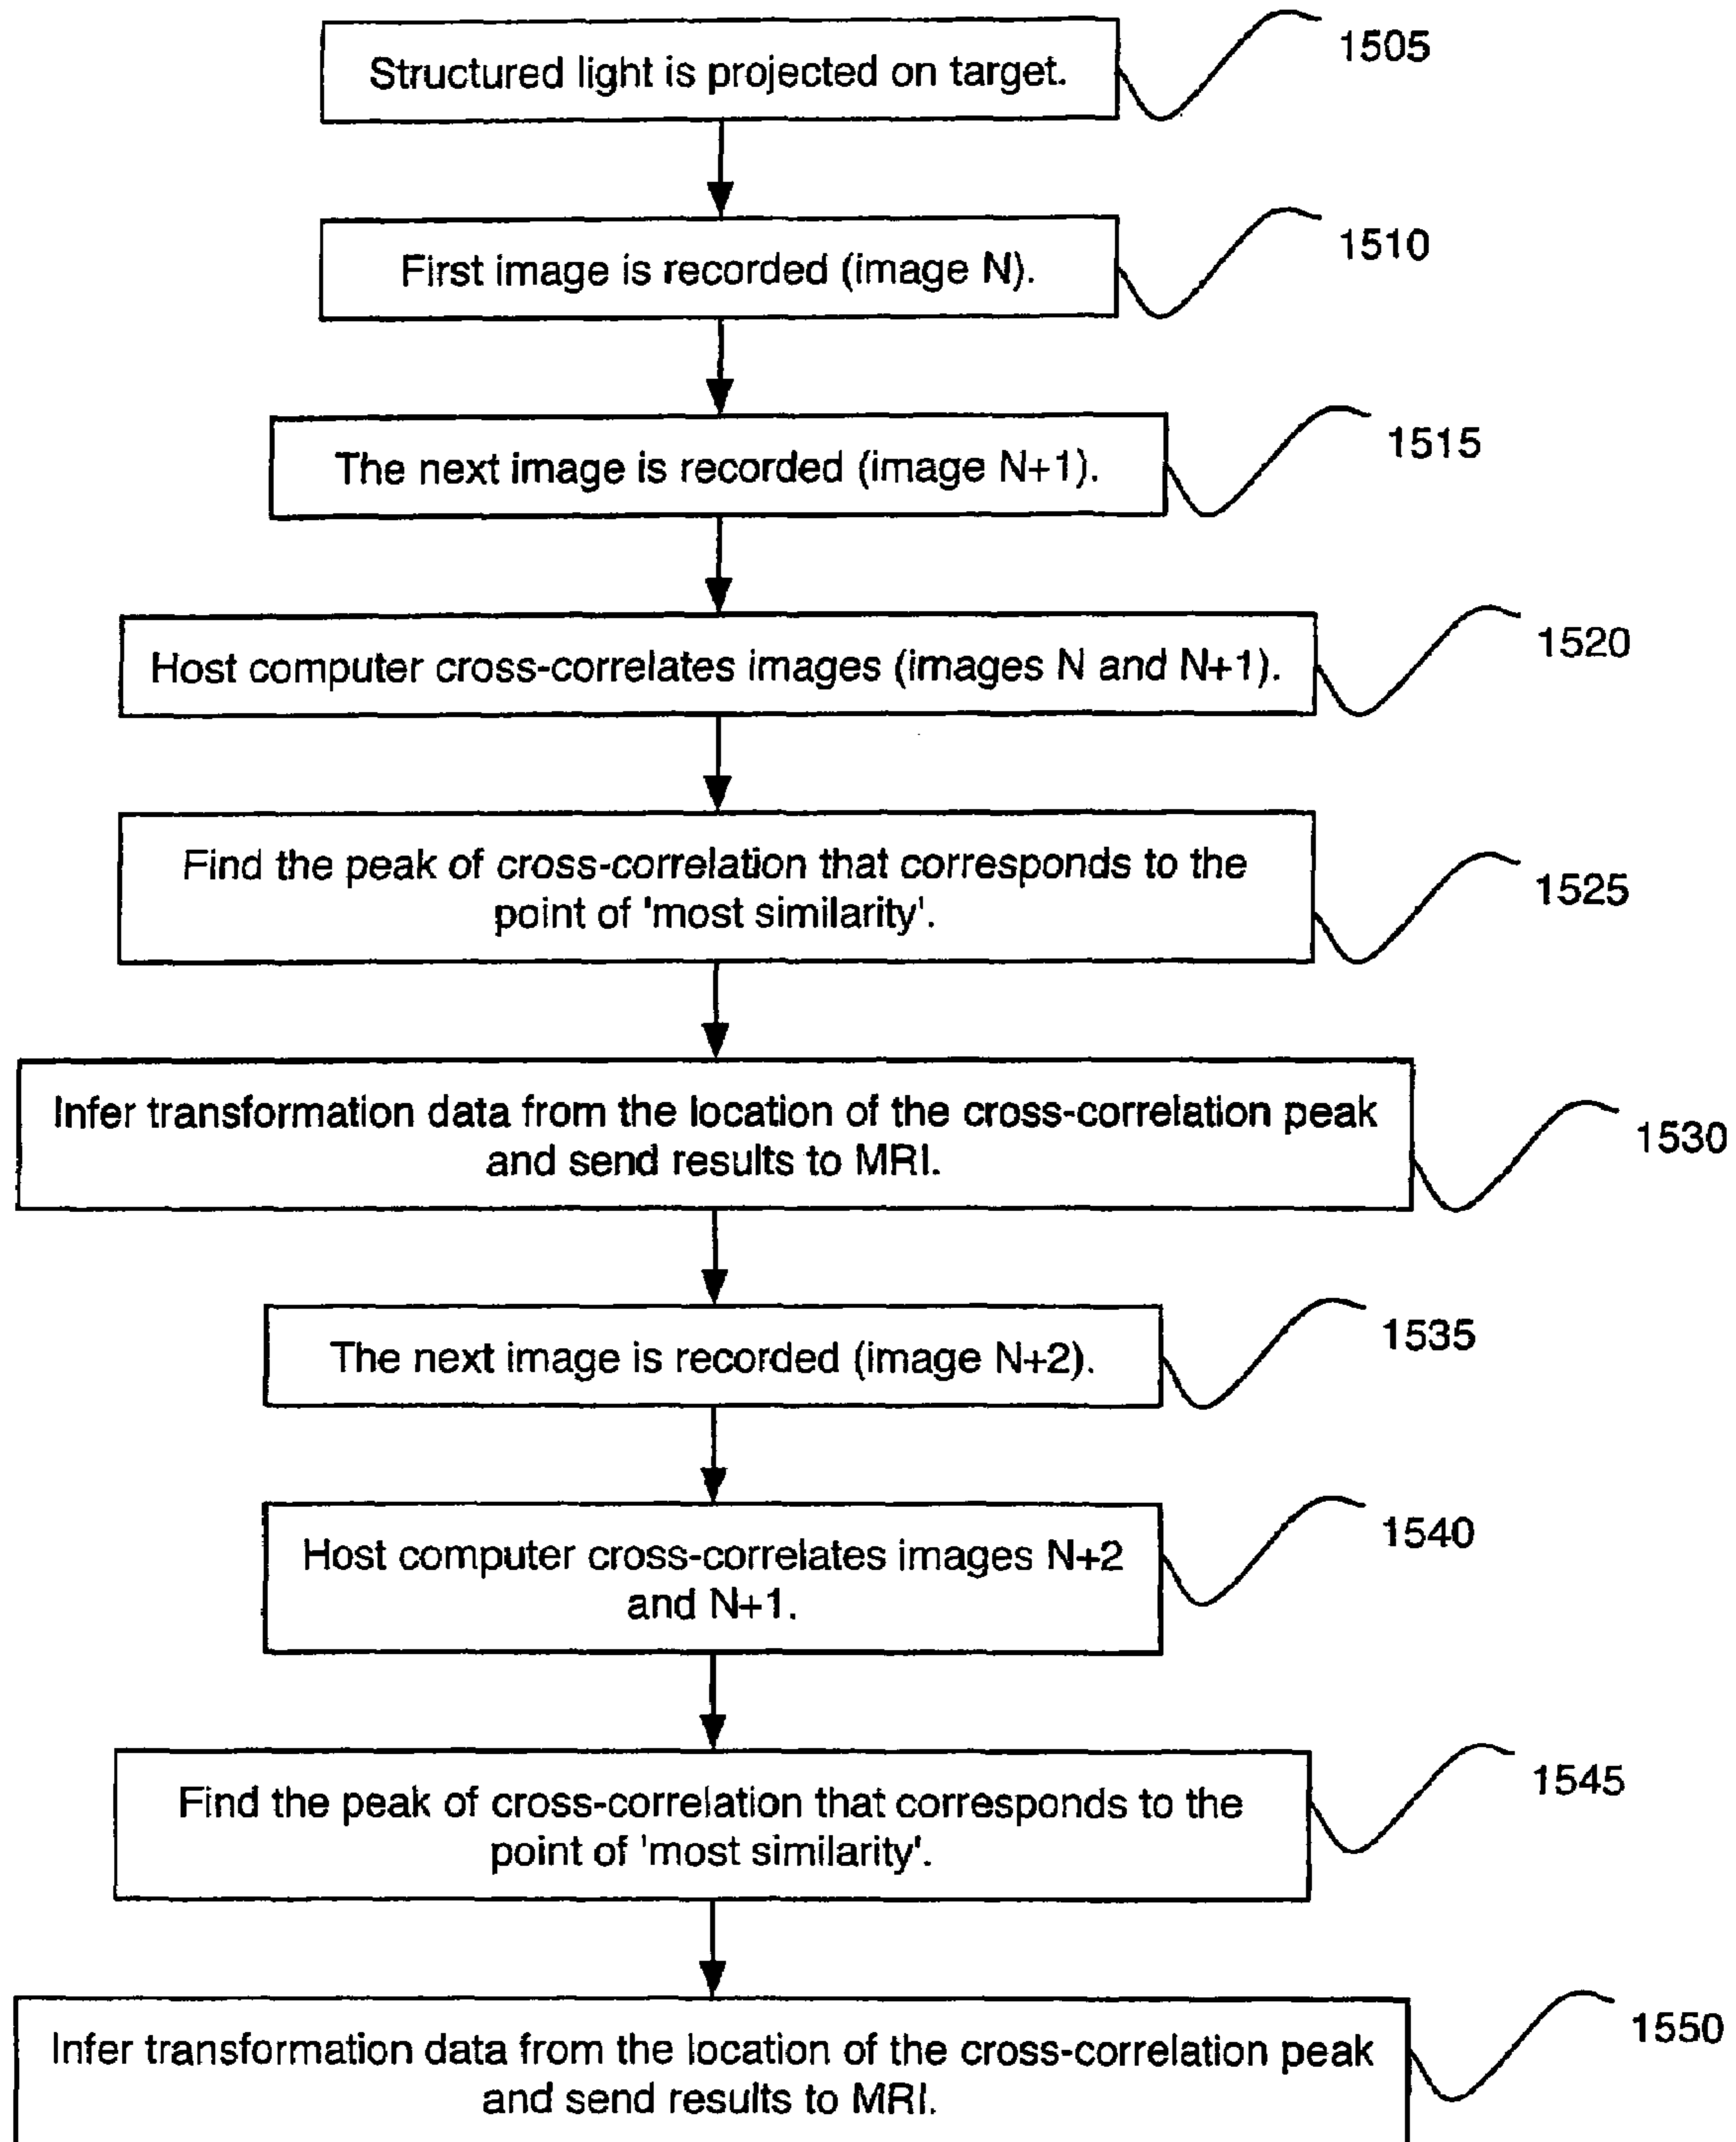 Structured light is projected on target.
1505
First image is recorded (image N).
1510
The next image is recorded (image N+1).
1515
Host computer cross-correlates images (images N and N+1).
1520
Find the peak of cross-correlation that corresponds to the
point of 'most similarity'.
1525
Infer transformation data from the location of the cross-correlation peak
and send results to MRI.
1530
The next image is recorded (image N+2).
1535
Host computer cross-correlates images N+2
and N+1.
1540
Find the peak of cross-correlation that corresponds to the
point of 'most similarity'.
1545
Infer transformation data from the location of the cross-correlation peak
and send results to MRI.
1550